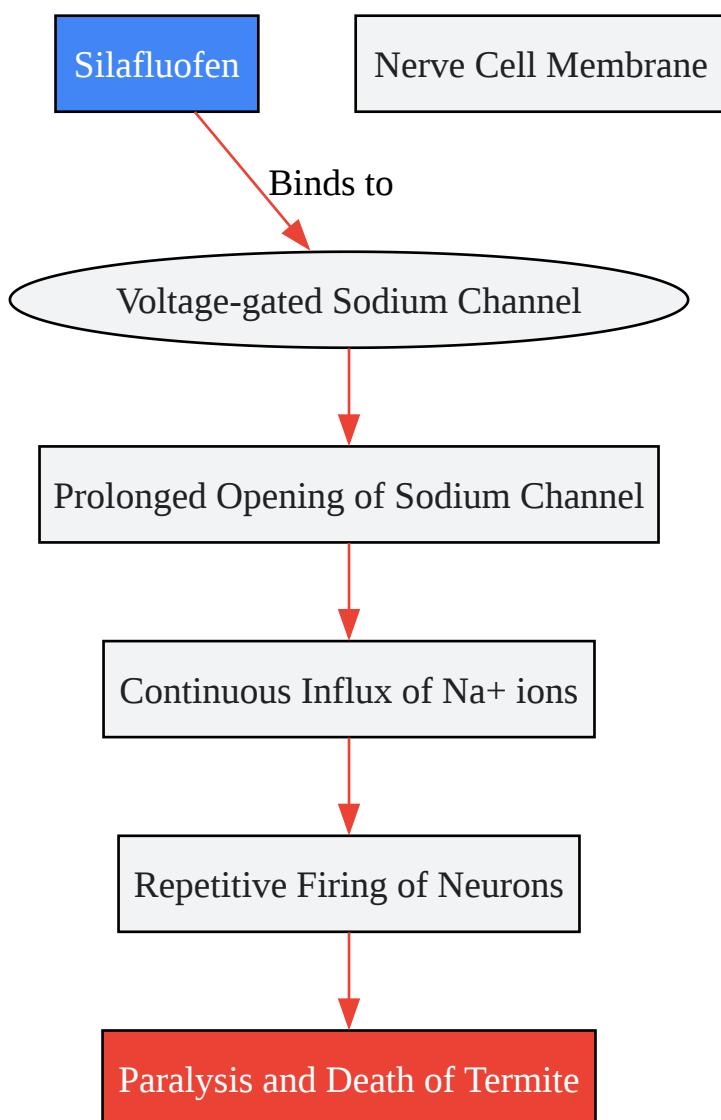 Silafluofen
Nerve Cell Membrane
Binds to
Voltage-gated Sodium Channel
Prolonged Opening of Sodium Channel
Continuous Influx of Na+ ions
Repetitive Firing of Neurons
Paralysis and Death of Termite